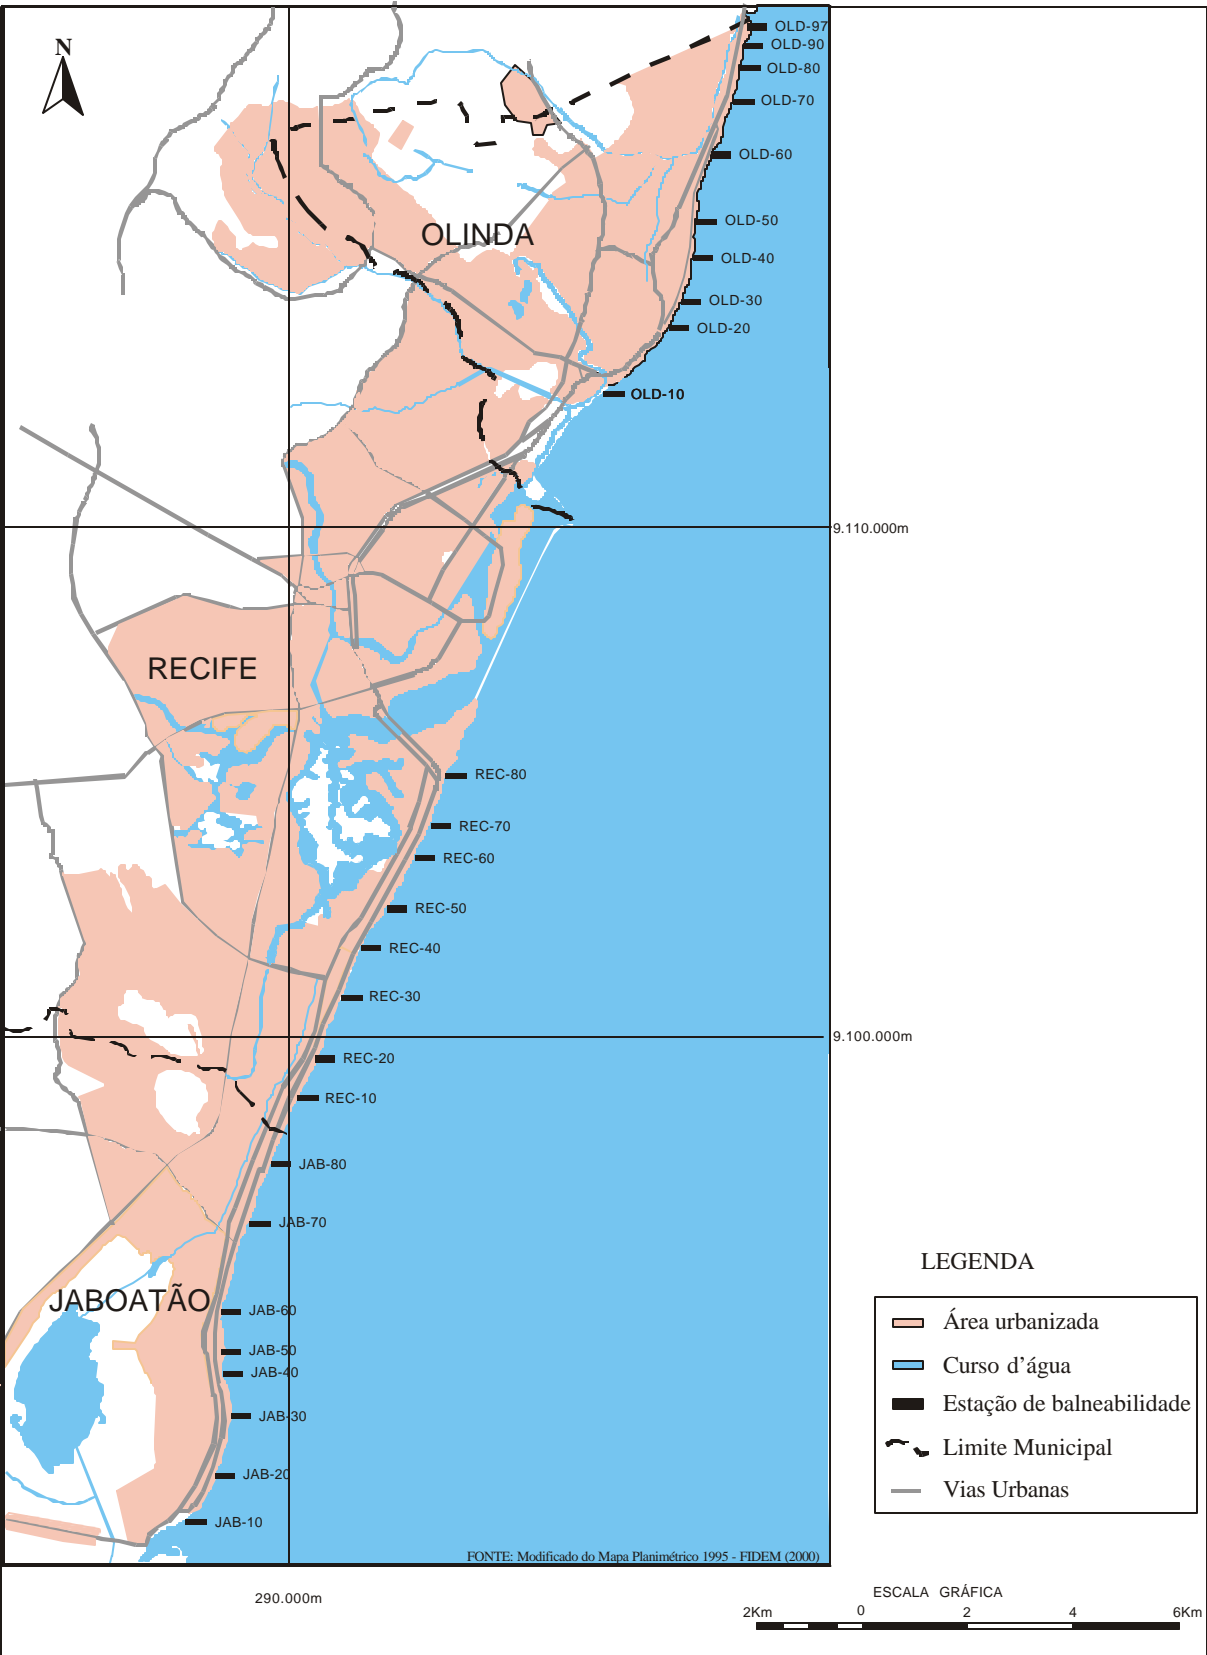 N
OLD-97
OLD-90
OLD-80
OLD-70
OLD-60
OLD-50
OLINDA
OLD-40
OLD-30
OLD-20
OLD-10
9.110.000m
RECIFE
REC-80
REC-70
REC-60
REC-50
REC-40
REC-30
9.100.000m
REC-20
REC-10
JAB-80
JAB-70
JABOATÃO
JAB-60
JAB-50
JAB-40
JAB-30
JAB-20
JAB-10
LEGENDA
Área urbanizada
Curso d'água
Estação de balneabilidade
Limite Municipal
Vias Urbanas
FONTE: Modificado do Mapa Planimétrico 1995 - FIDEM (2000)
290.000m
ESCALA GRÁFICA
2Km 0 2 4 6Km